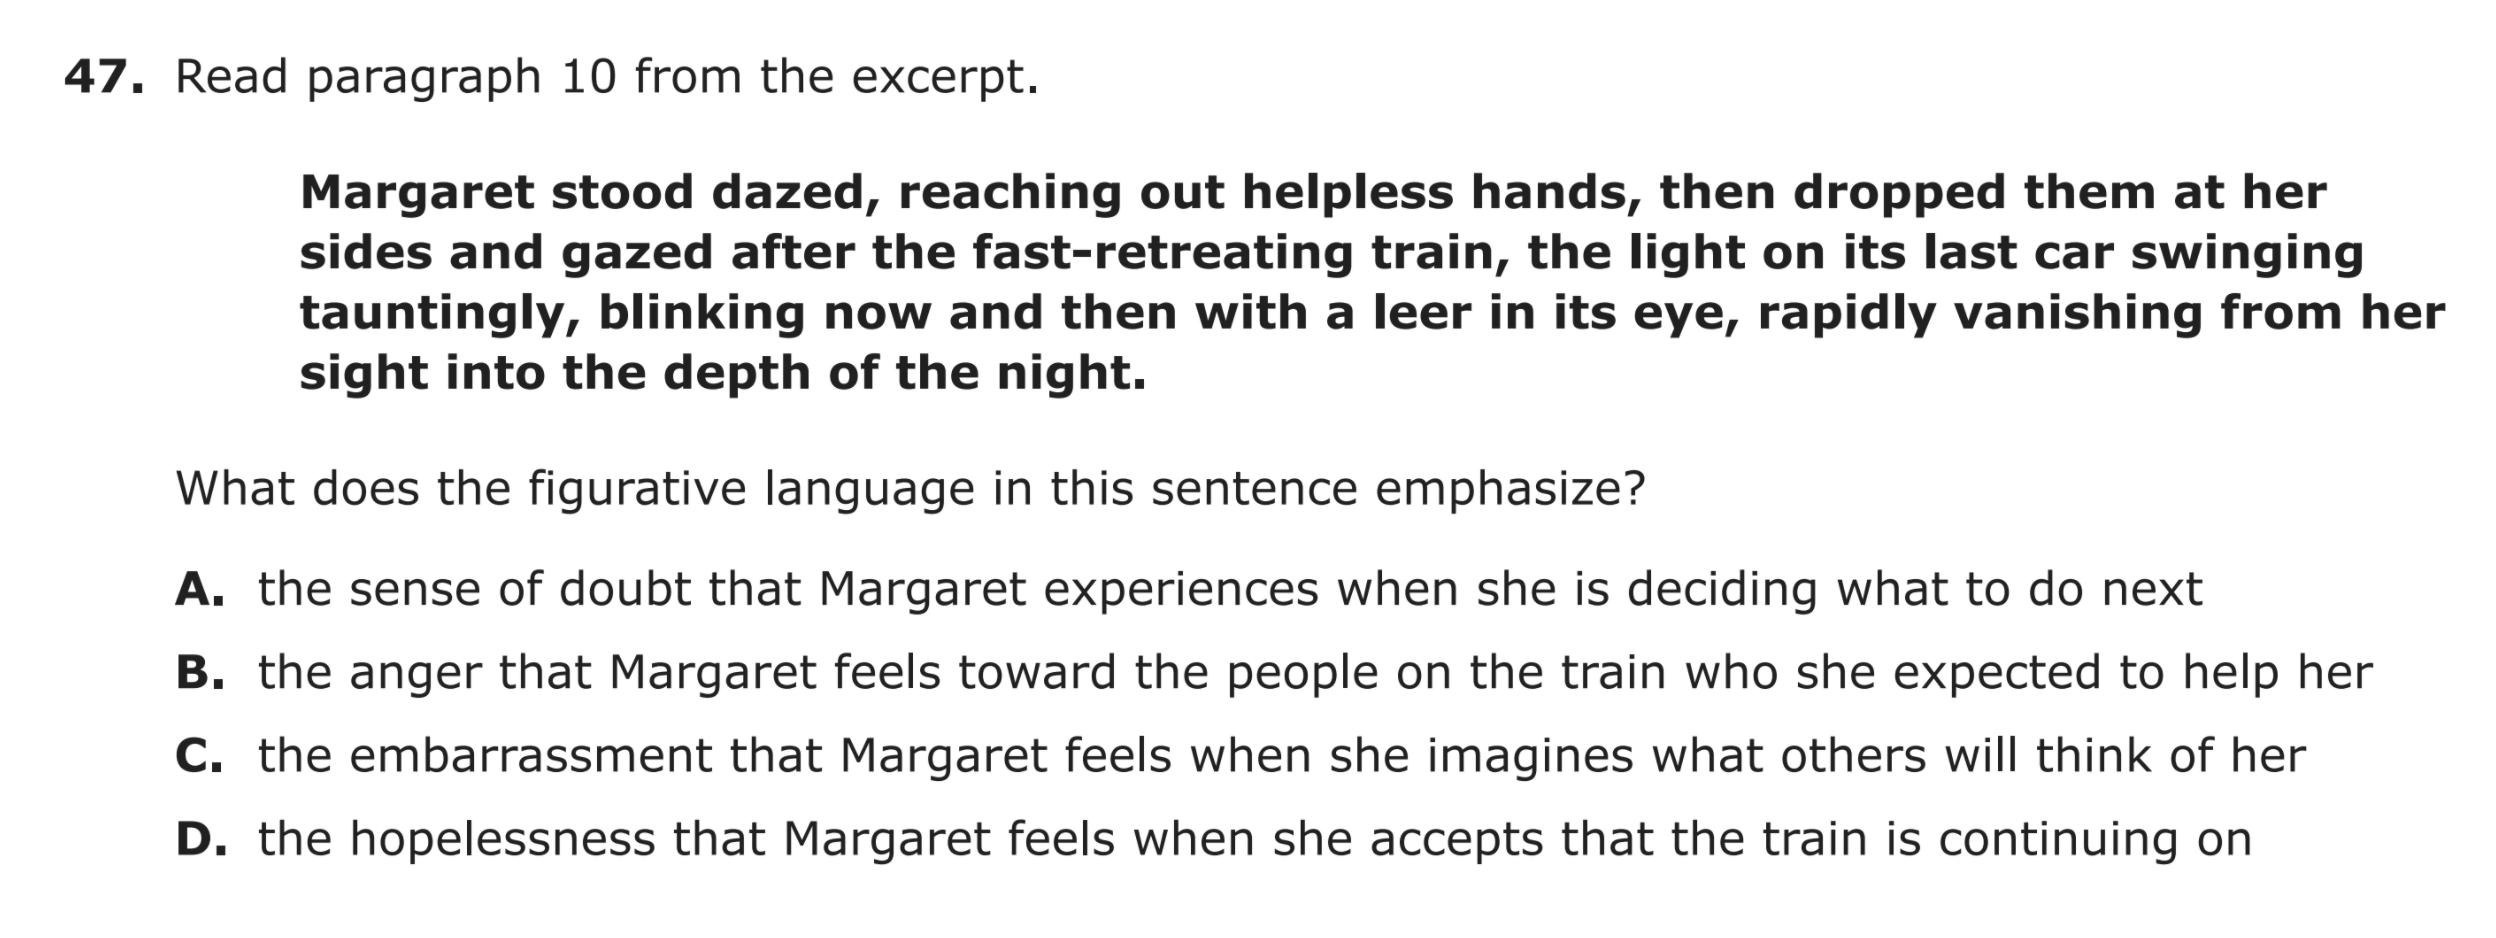 47. Read paragraph 10 from the excerpt.
Margaret stood dazed, reaching out helpless hands, then dropped them at her
sides and gazed after the fast-retreating train, the light on its last car swinging
tauntingly, blinking now and then with a leer in its eye, rapidly vanishing from her
sight into the depth of the night.
What does the figurative language in this sentence emphasize?
A. the sense of doubt that Margaret experiences when she is deciding what to do next
B. the anger that Margaret feels toward the people on the train who she expected to help her
C. the embarrassment that Margaret feels when she imagines what others will think of her
D. the hopelessness that Margaret feels when she accepts that the train is continuing on